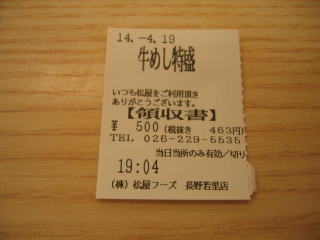 14.-4.19
牛めし特盛
いつも松屋をご利用頂き
ありがとうございます。
【領収書】
¥ 500 (税抜き 463円)
TEL 026-229-5535
当日当所のみ有効/切り
19:04
(株) 松屋フーズ 長野若里店